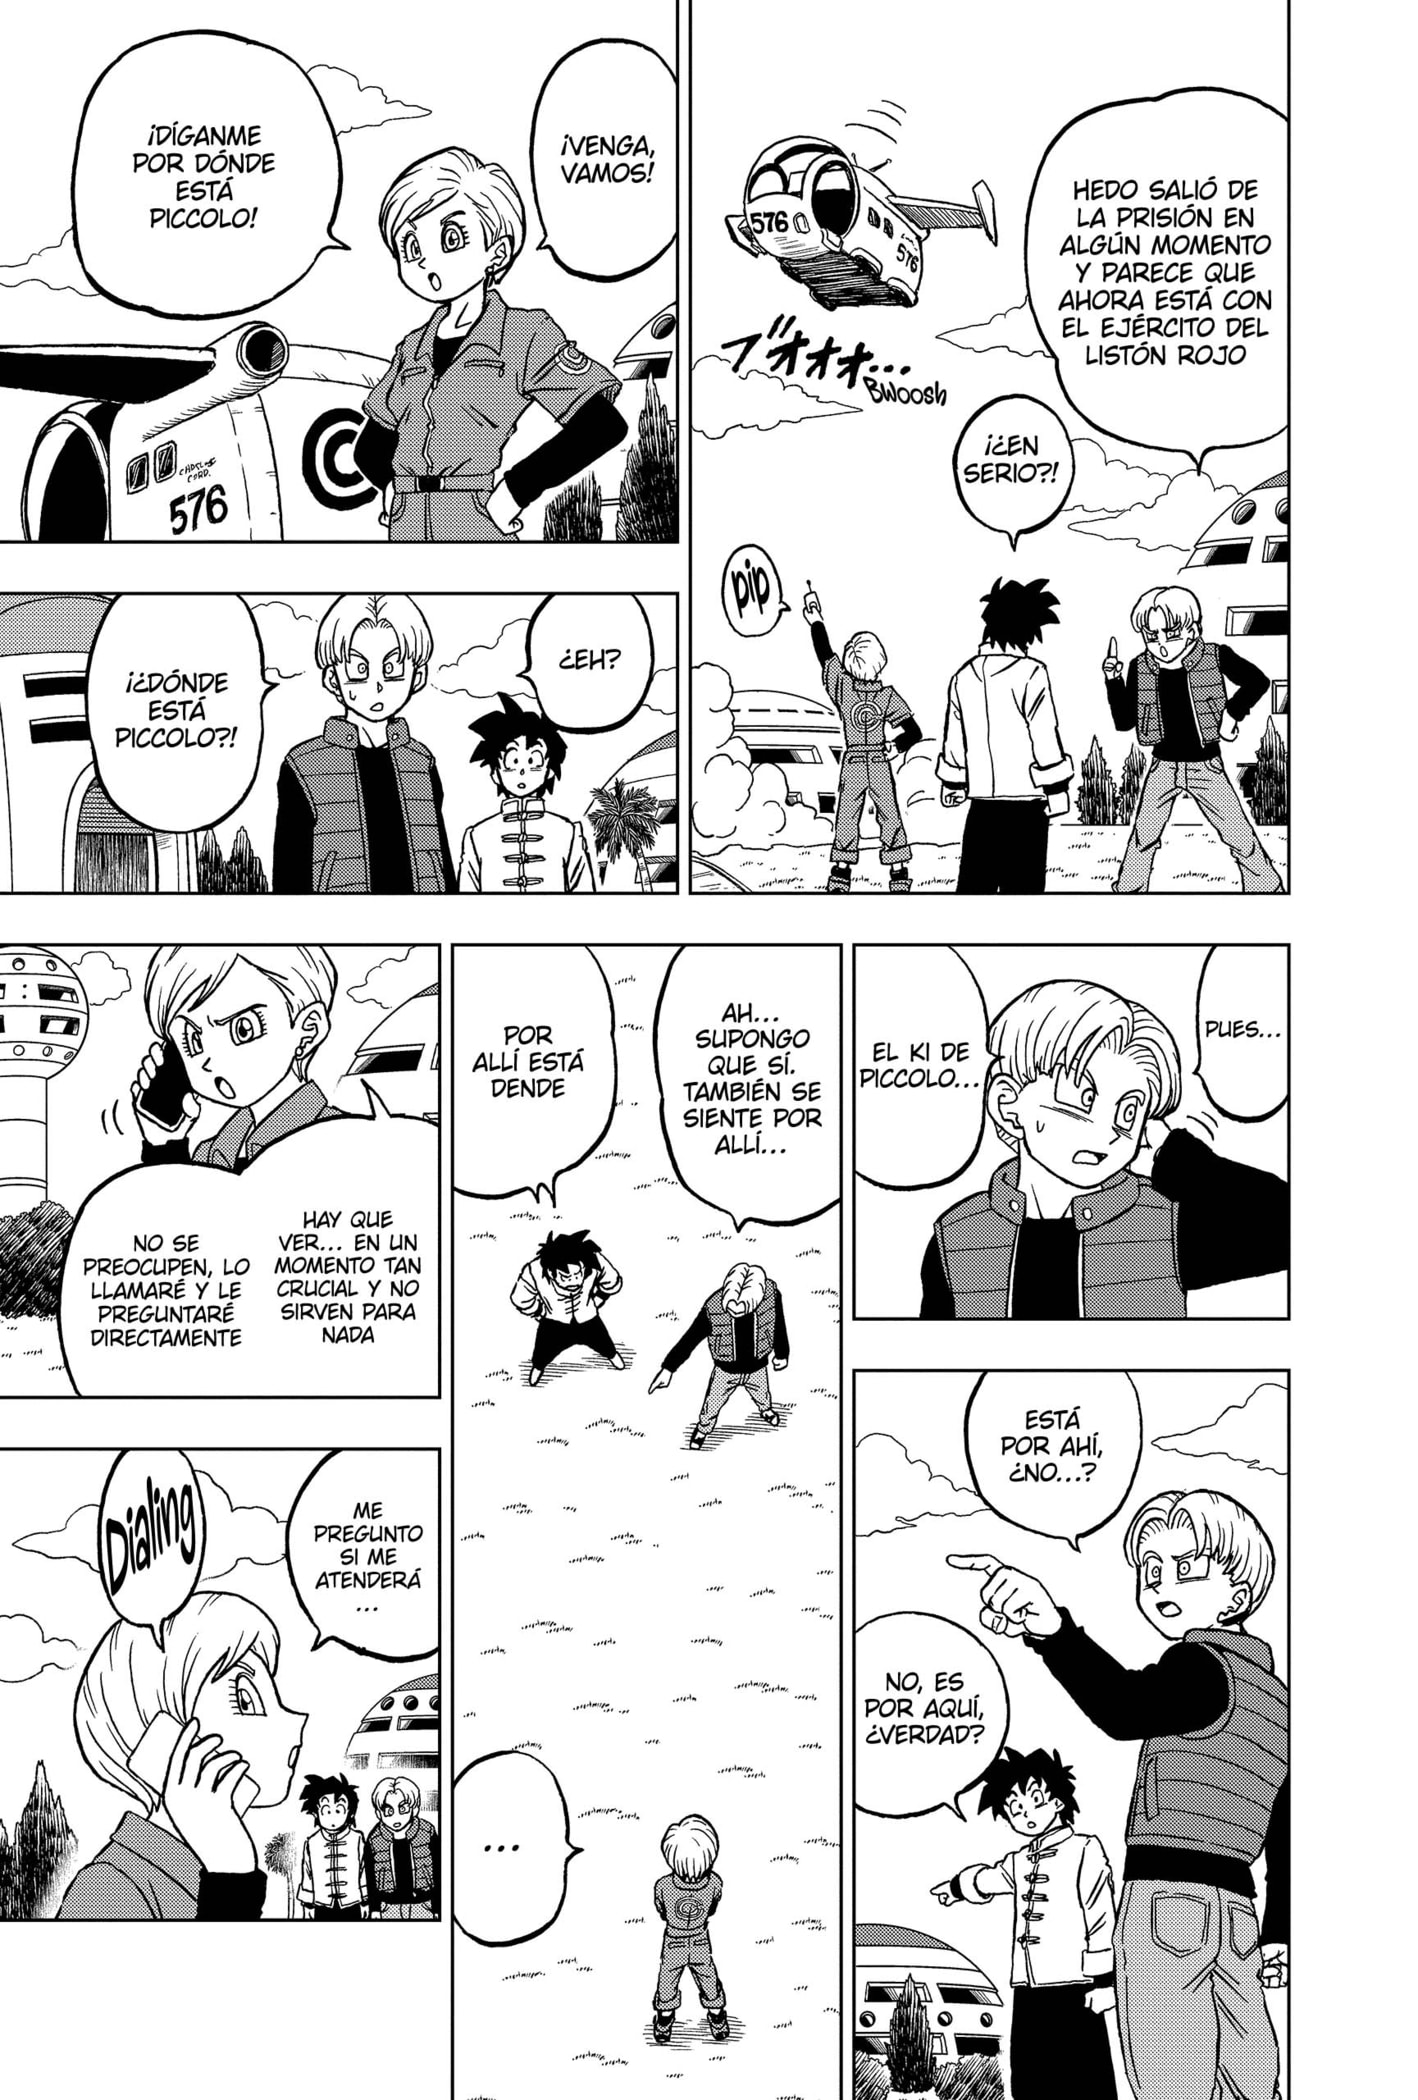 HEDO SALIÓ DE
LA PRISIÓN EN
ALGÚN MOMENTO
Y PARECE QUE
AHORA ESTÁ CON
EL EJÉRCITO DEL
LISTÓN ROJO
576
576
ブオオオ...
BWOOSH
¡¿EN
SERIO?!
pip
¡VENGA,
VAMOS!
¡DÍGANME
POR DÓNDE
ESTÁ
PICCOLO!
576
¿EH?
¡¿DÓNDE
ESTÁ
PICCOLO?!
PUES...
EL KI DE
PICCOLO...
ESTÁ
POR AHÍ,
¿NO...?
NO, ES
POR AQUÍ,
¿VERDAD?
AH...
SUPONGO
QUE SÍ.
TAMBIÉN SE
SIENTE POR
ALLÍ...
POR
ALLÍ ESTÁ
DENDE
...
HAY QUE
VER... EN UN
MOMENTO TAN
CRUCIAL Y NO
SIRVEN PARA
NADA
NO SE
PREOCUPEN, LO
LLAMARÉ Y LE
PREGUNTARÉ
DIRECTAMENTE
ME
PREGUNTO
SI ME
ATENDERÁ
...
Dialing